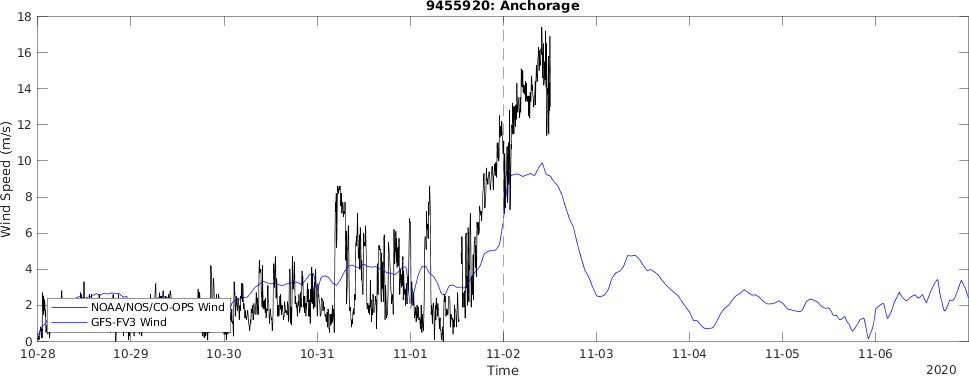 9455920: Anchorage
18
16
14
12
10
8
6
4
2
0
Wind Speed (m/s)
NOAA/NOS/CO-OPS Wind
GFS-FV3 Wind
10-28 10-29 10-30 10-31 11-01 11-02 11-03 11-04 11-05 11-06
Time
2020